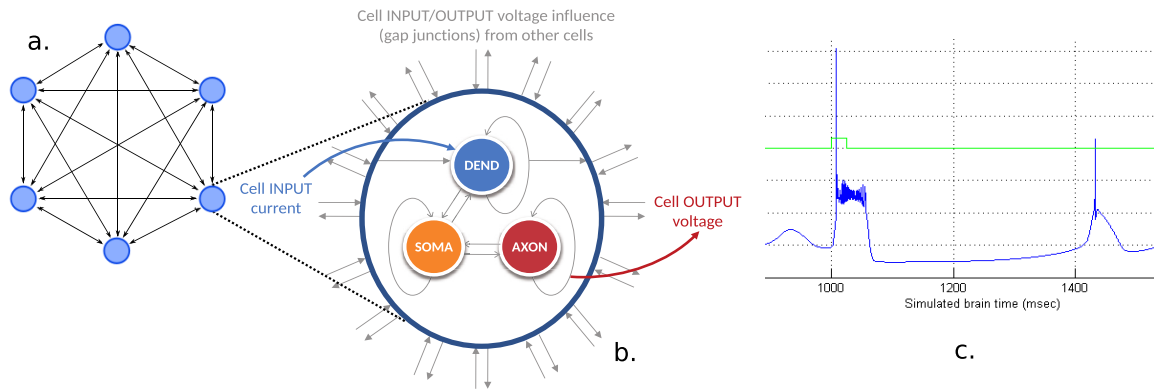 a.
Cell INPUT/OUTPUT voltage influence
(gap junctions) from other cells
DEND
Cell INPUT
current
SOMA
AXON
Cell OUTPUT
voltage
b.
1000
1200
1400
Simulated brain time (msec)
c.